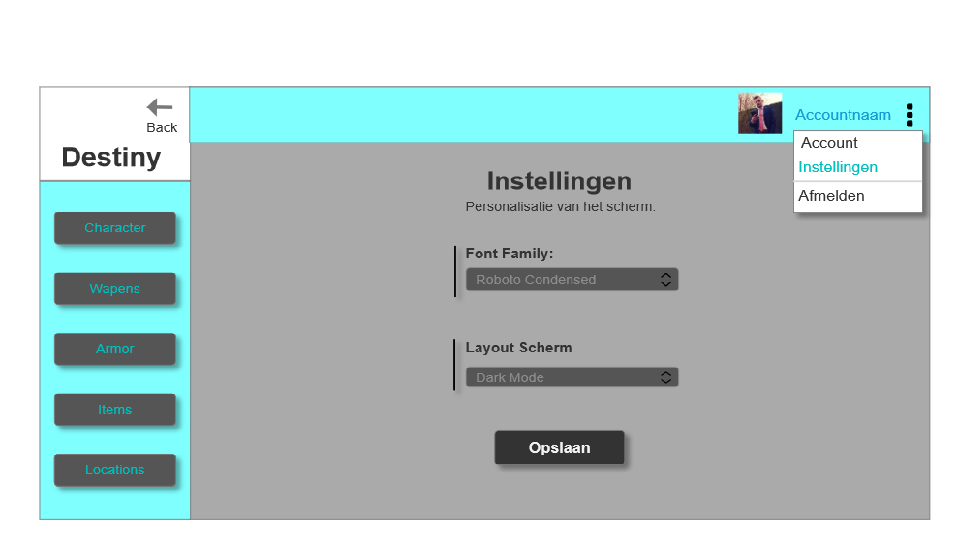 Back
Destiny
Character
Wapens
Armor
Items
Locations
Accountnaam
Account
Instellingen
Afmelden
Instellingen
Personalisatie van het scherm.
Font Family:
Roboto Condensed
Layout Scherm
Dark Mode
Opslaan